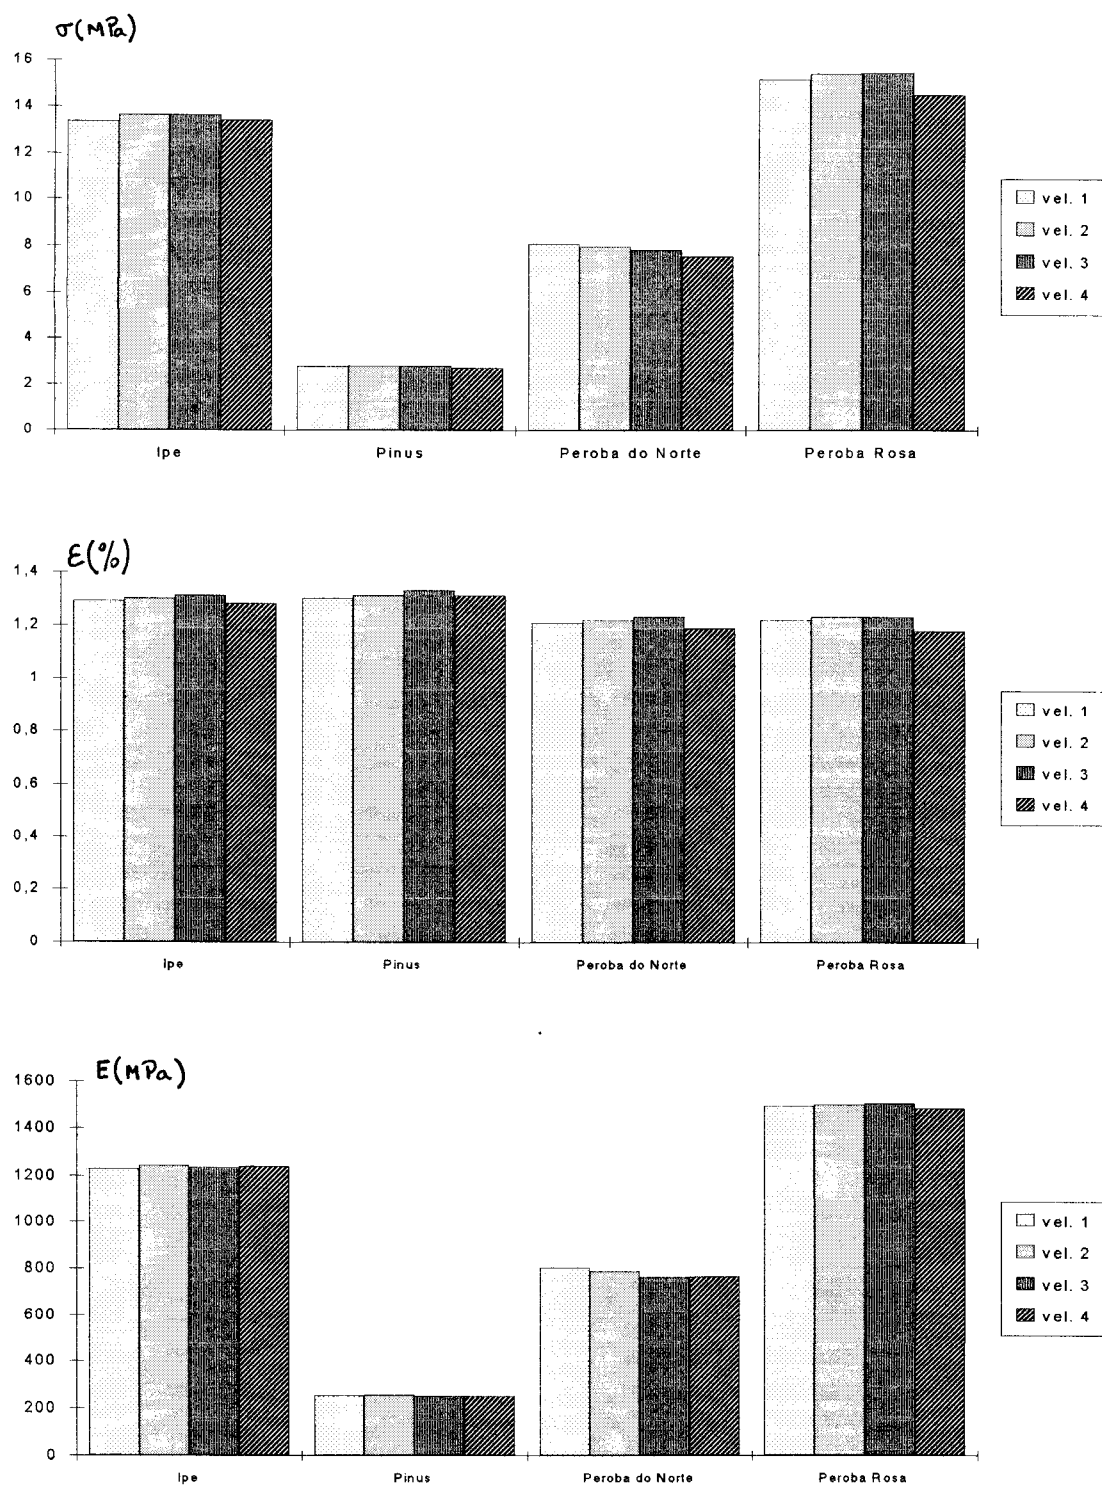 σ(MPa)
16
14
12
10
8
6
4
2
0
Ipe Pinus Peroba do Norte Peroba Rosa
vel. 1
vel. 2
vel. 3
vel. 4
ε(%)
1,4
1,2
1
0,8
0,6
0,4
0,2
0
Ipe Pinus Peroba do Norte Peroba Rosa
vel. 1
vel. 2
vel. 3
vel. 4
E(MPa)
1600
1400
1200
1000
800
600
400
200
0
Ipe Pinus Peroba do Norte Peroba Rosa
vel. 1
vel. 2
vel. 3
vel. 4